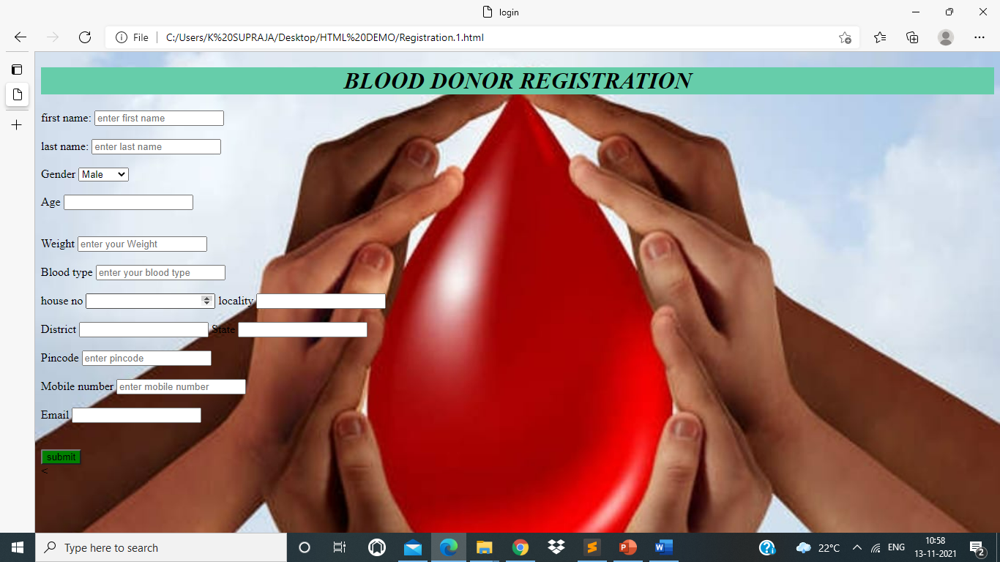 login
File C:/Users/K%20SUPRAJA/Desktop/HTML%20DEMO/Registration.1.html
BLOOD DONOR REGISTRATION
first name: enter first name
last name: enter last name
Gender Male
Age
Weight enter your Weight
Blood type enter your blood type
house no locality
District State
Pincode enter pincode
Mobile number enter mobile number
Email
submit
<
Type here to search
22°C ENG 10:58
13-11-2021 2